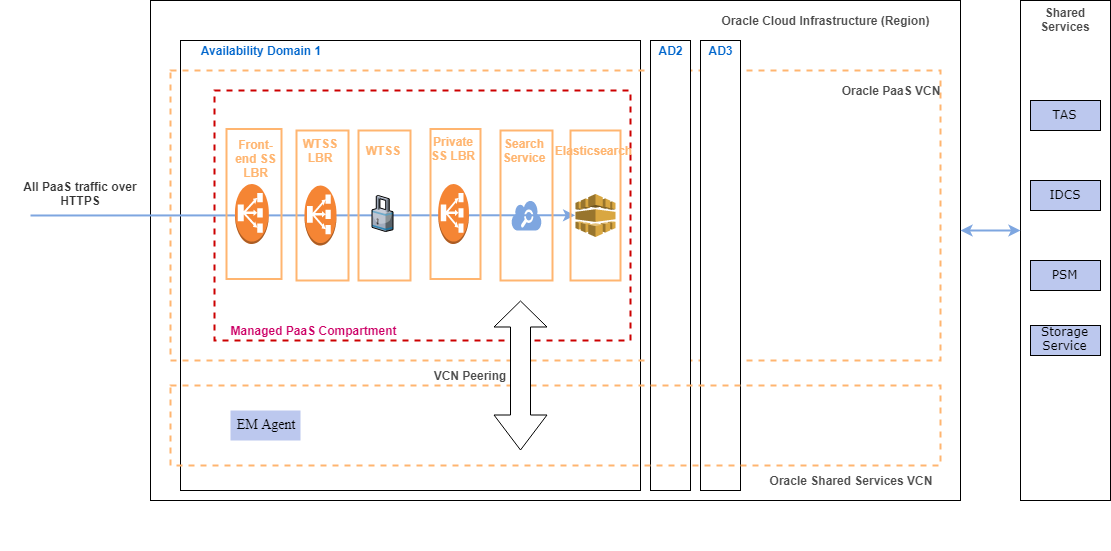 Oracle Cloud Infrastructure (Region)
Shared
Services
Availability Domain 1
AD2
AD3
Oracle PaaS VCN
TAS
Front-
end SS
LBR
WTSS
LBR
WTSS
Private
SS LBR
Search
Service
Elasticsearch
All PaaS traffic over
HTTPS
IDCS
PSM
Managed PaaS Compartment
Storage
Service
VCN Peering
EM Agent
Oracle Shared Services VCN